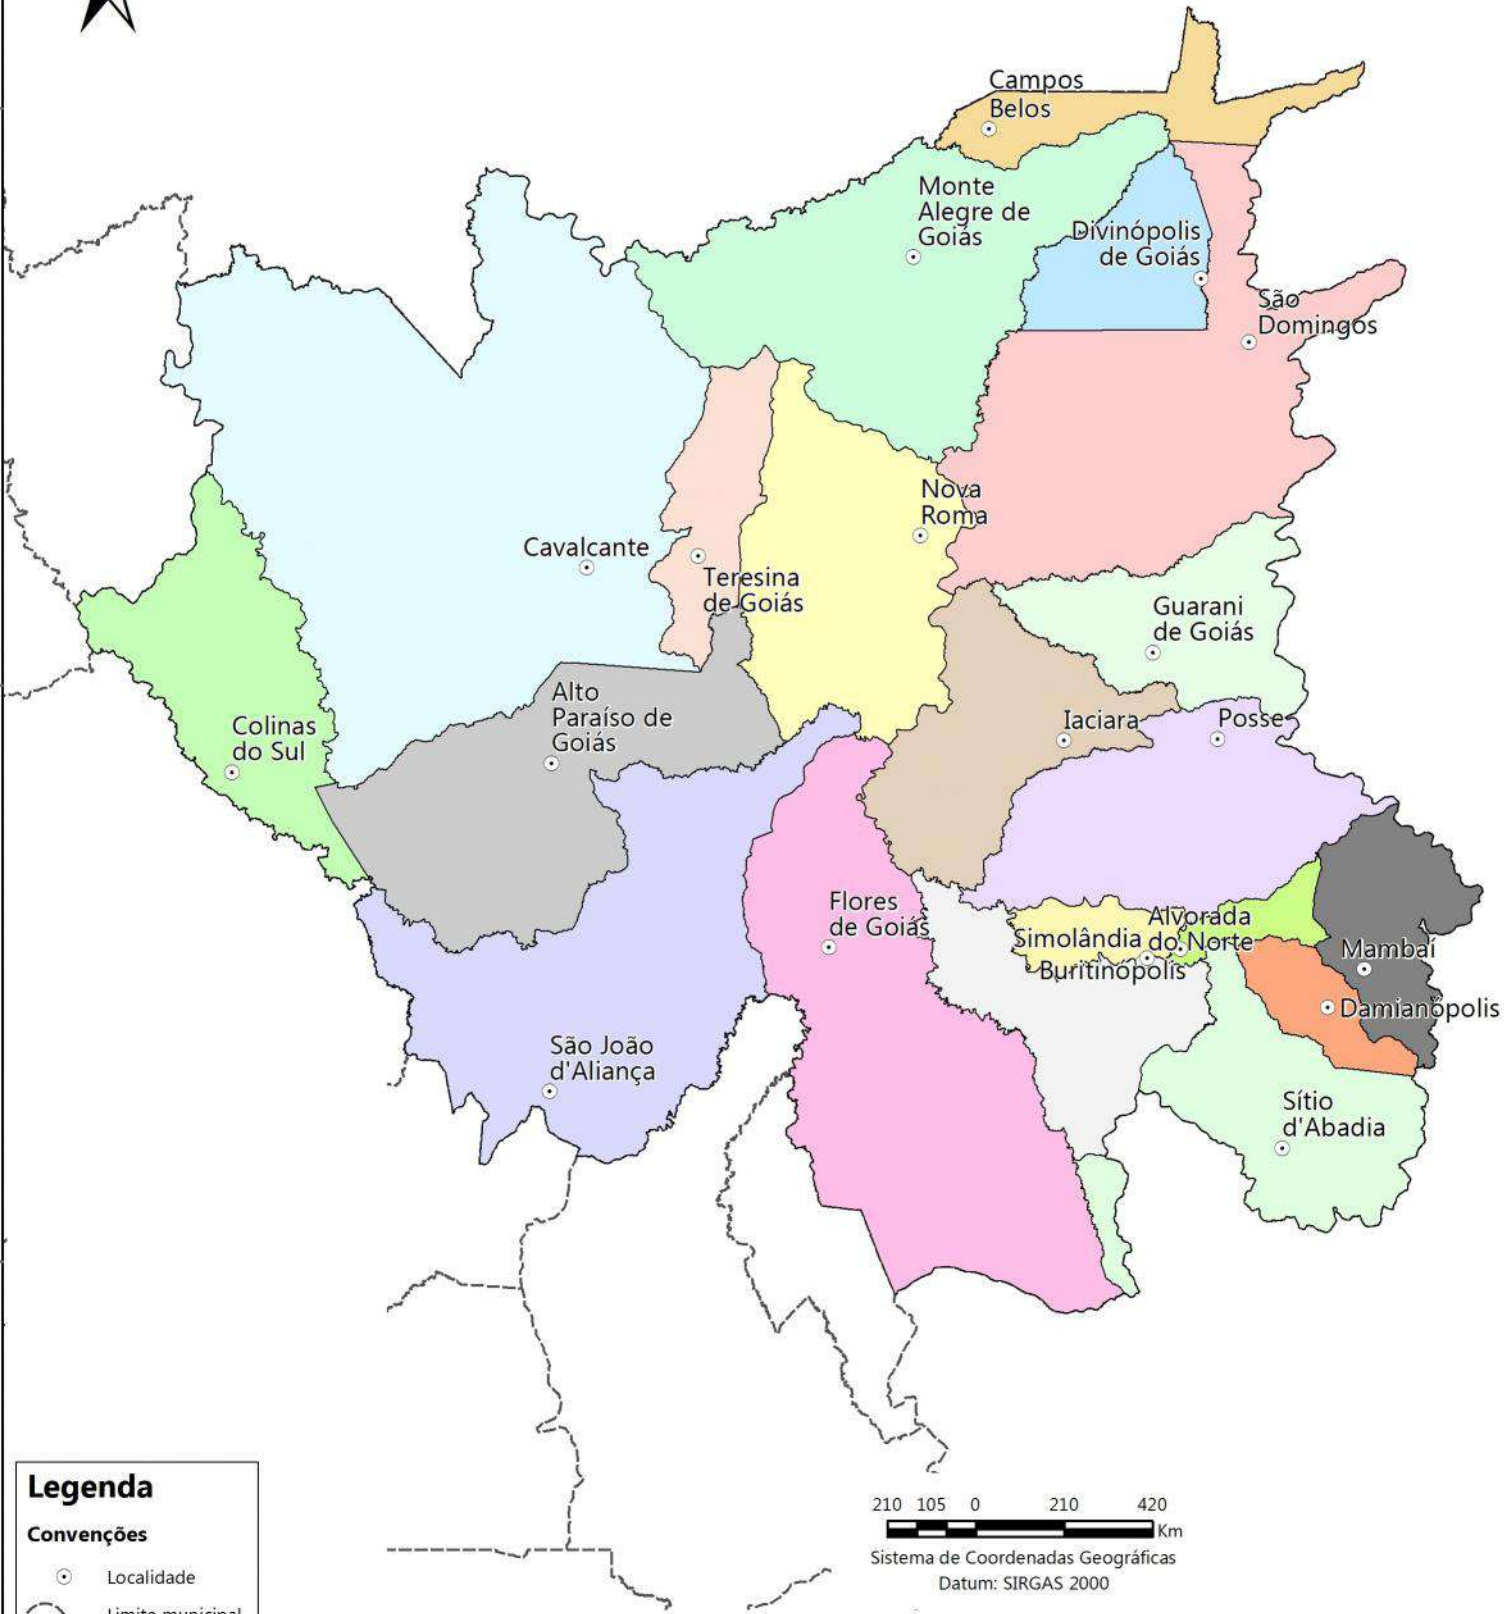 Campos
Belos
Monte
Alegre de
Goiás
Divinópolis
de Goiás
São
Domingos
Nova
Roma
Cavalcante
Teresina
de Goiás
Guarani
de Goiás
Alto
Paraíso de
Goiás
Colinas
do Sul
Iaciara
Posse
Flores
de Goiás
Alvorada
do Norte
Simolândia
Buritinópolis
Mambaí
Damianópolis
São João
d'Aliança
Sítio
d'Abadia
Legenda
Convenções
Localidade
Limite municipal
210 105 0 210 420
Km
Sistema de Coordenadas Geográficas
Datum: SIRGAS 2000